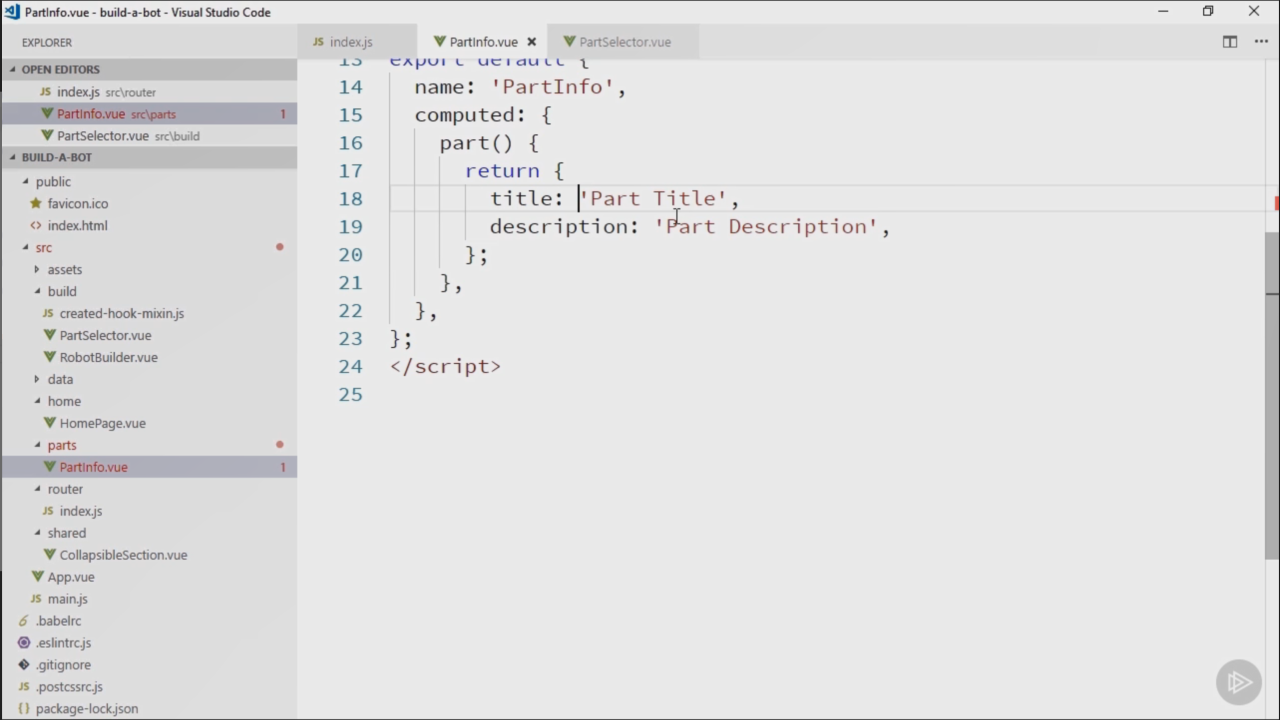 PartInfo.vue - build-a-bot - Visual Studio Code
EXPLORER
OPEN EDITORS
JS index.js src\router
PartInfo.vue src\parts 1
PartSelector.vue src\build
BUILD-A-BOT
public
favicon.ico
<> index.html
src
assets
build
JS created-hook-mixin.js
PartSelector.vue
RobotBuilder.vue
data
home
HomePage.vue
parts
PartInfo.vue 1
router
JS index.js
shared
CollapsibleSection.vue
App.vue
JS main.js
.babelrc
.eslintrc.js
.gitignore
JS .postcssrc.js
{} package-lock.json
JS index.js PartInfo.vue PartSelector.vue
13 export default {
14 name: 'PartInfo',
15 computed: {
16 part() {
17 return {
18 title: 'Part Title',
19 description: 'Part Description',
20 };
21 },
22 },
23 };
24 </script>
25